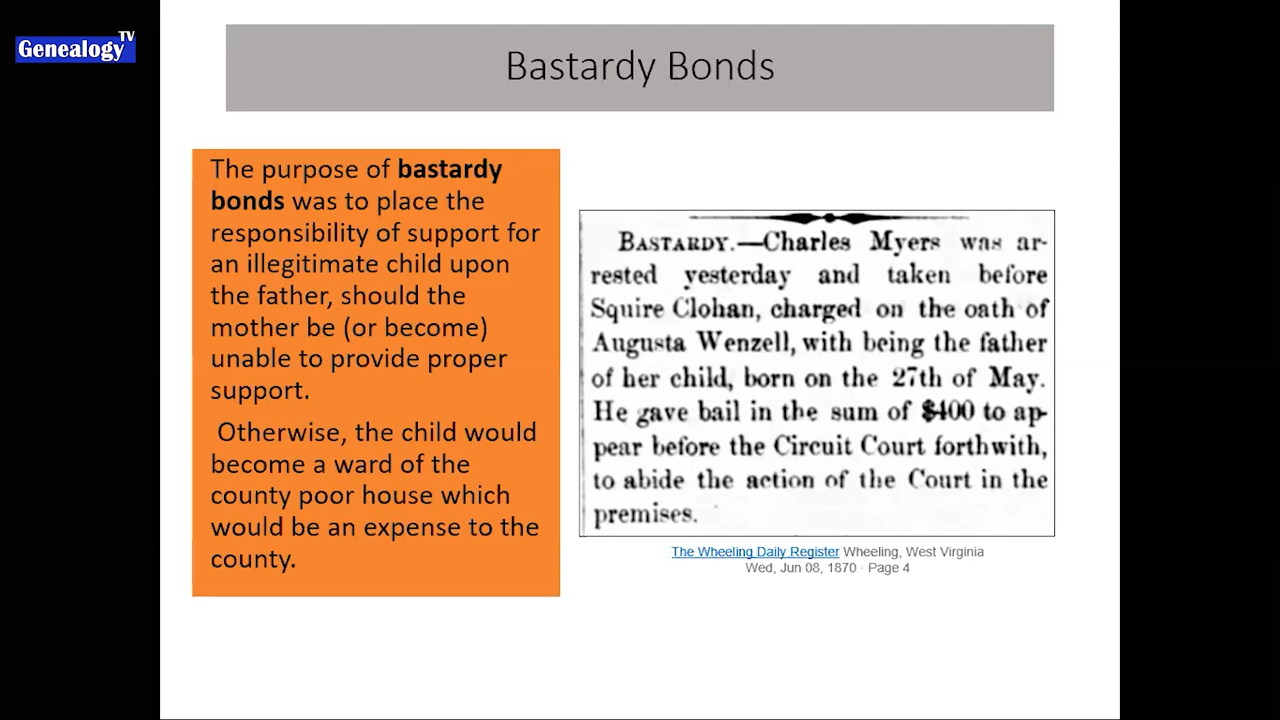 Genealogy TV
Bastardy Bonds
The purpose of bastardy
bonds was to place the
responsibility of support for
an illegitimate child upon
the father, should the
mother be (or become)
unable to provide proper
support.
Otherwise, the child would
become a ward of the
county poor house which
would be an expense to the
county.
BASTARDY.—Charles Myers was ar-
rested yesterday and taken before
Squire Clohan, charged on the oath of
Augusta Wenzell, with being the father
of her child, born on the 27th of May.
He gave bail in the sum of $400 to ap-
pear before the Circuit Court forthwith,
to abide the action of the Court in the
premises.
The Wheeling Daily Register Wheeling, West Virginia
Wed, Jun 08, 1870 · Page 4